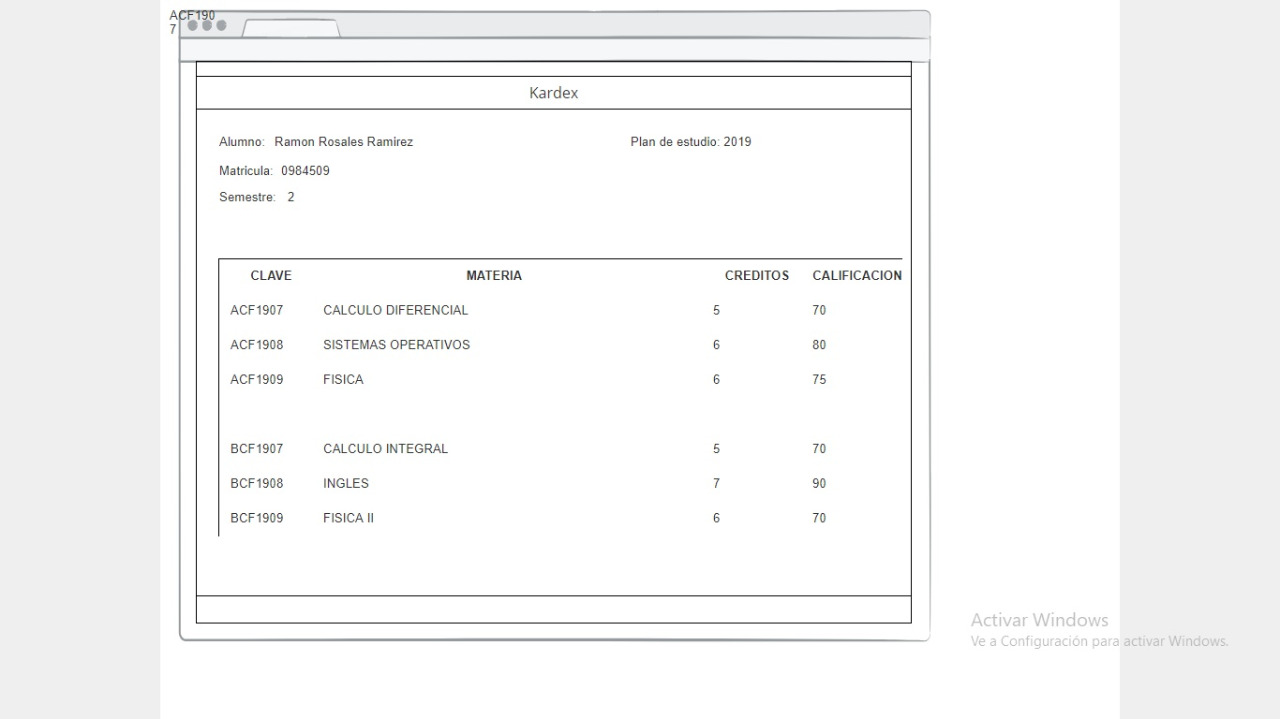 ACF190
7
Kardex
Alumno: Ramon Rosales Ramirez Plan de estudio: 2019
Matricula: 0984509
Semestre: 2
CLAVE MATERIA CREDITOS CALIFICACION
ACF1907 CALCULO DIFERENCIAL 5 70
ACF1908 SISTEMAS OPERATIVOS 6 80
ACF1909 FISICA 6 75
BCF1907 CALCULO INTEGRAL 5 70
BCF1908 INGLES 7 90
BCF1909 FISICA II 6 70
Activar Windows
Ve a Configuración para activar Windows.